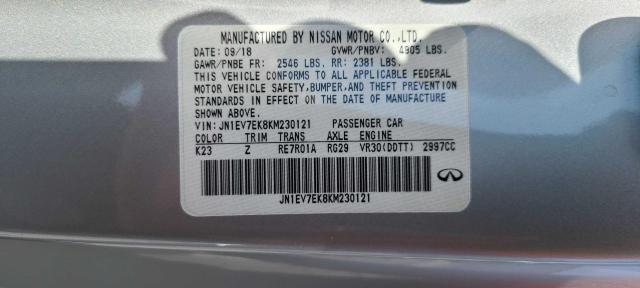 MANUFACTURED BY NISSAN MOTOR CO.,LTD.
DATE: 09/18 GVWR/PNBV: 4905 LBS.
GAWR/PNBE FR: 2546 LBS. RR: 2381 LBS.
THIS VEHICLE CONFORMS TO ALL APPLICABLE FEDERAL
MOTOR VEHICLE SAFETY, BUMPER, AND THEFT PREVENTION
STANDARDS IN EFFECT ON THE DATE OF MANUFACTURE
SHOWN ABOVE.
VIN: JN1EV7EK8KM230121 PASSENGER CAR
COLOR TRIM TRANS AXLE ENGINE
K23 Z RE7R01A RG29 VR30(DDTT) 2997CC
JN1EV7EK8KM230121
INFINITI